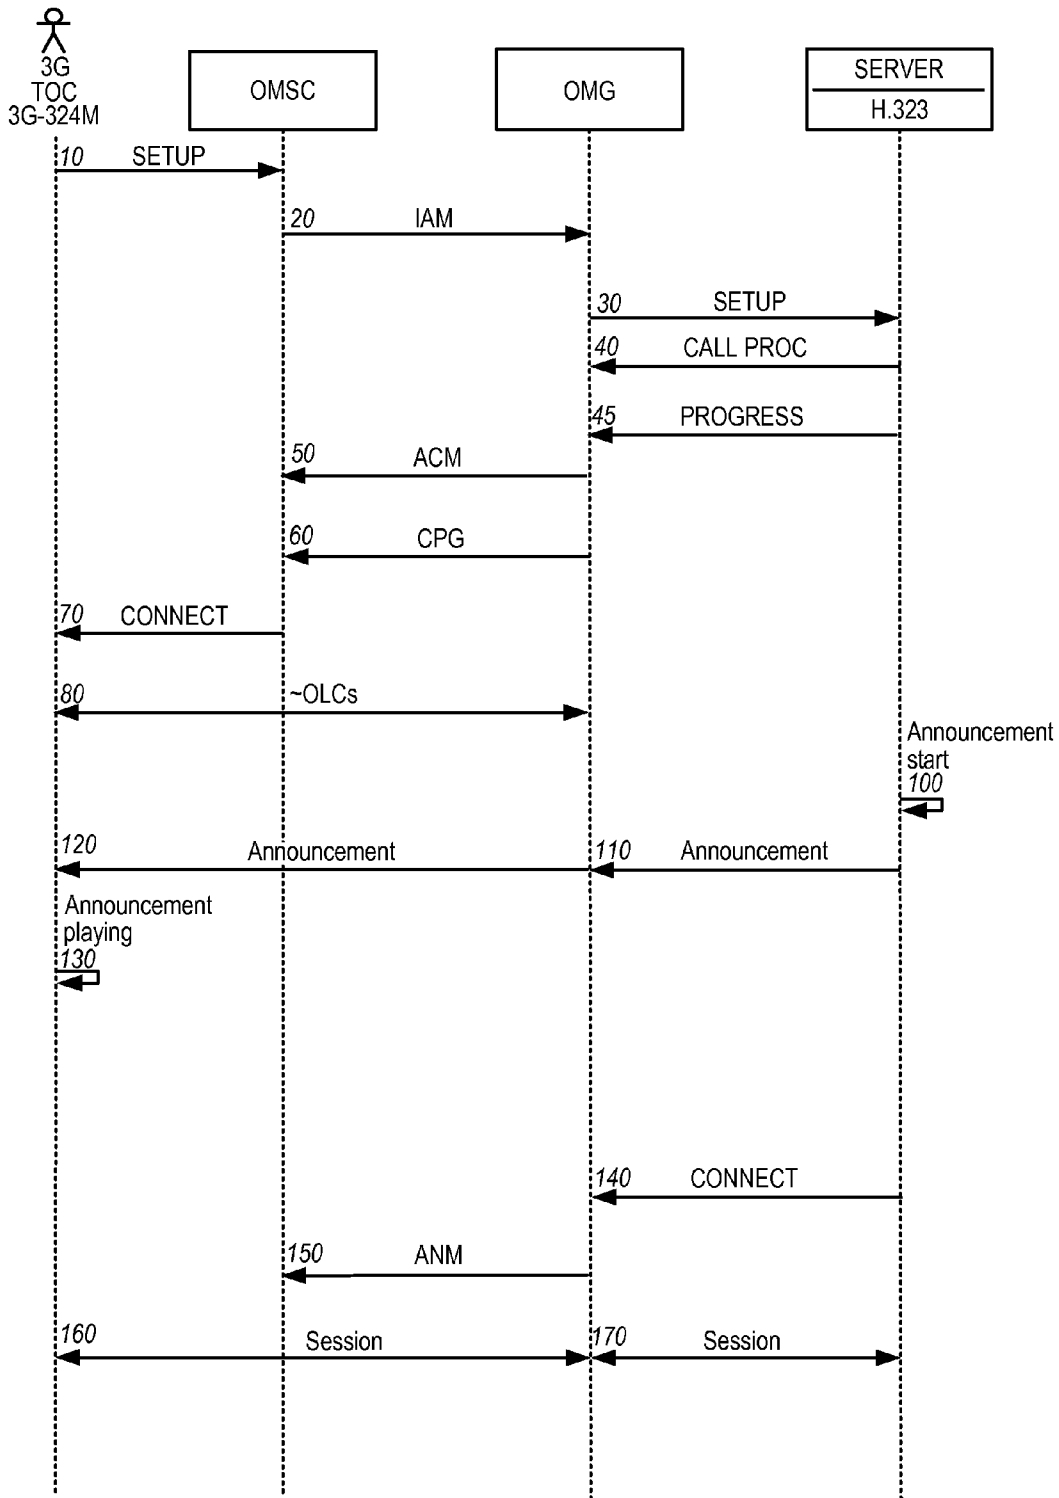 3G
TOC
3G-324M
OMSC
OMG
SERVER
H.323
10 SETUP
20 IAM
30 SETUP
40 CALL PROC
45 PROGRESS
50 ACM
60 CPG
70 CONNECT
80 ~OLCs
Announcement
start
100
120 Announcement 110 Announcement
Announcement
playing
130
140 CONNECT
150 ANM
160 Session 170 Session